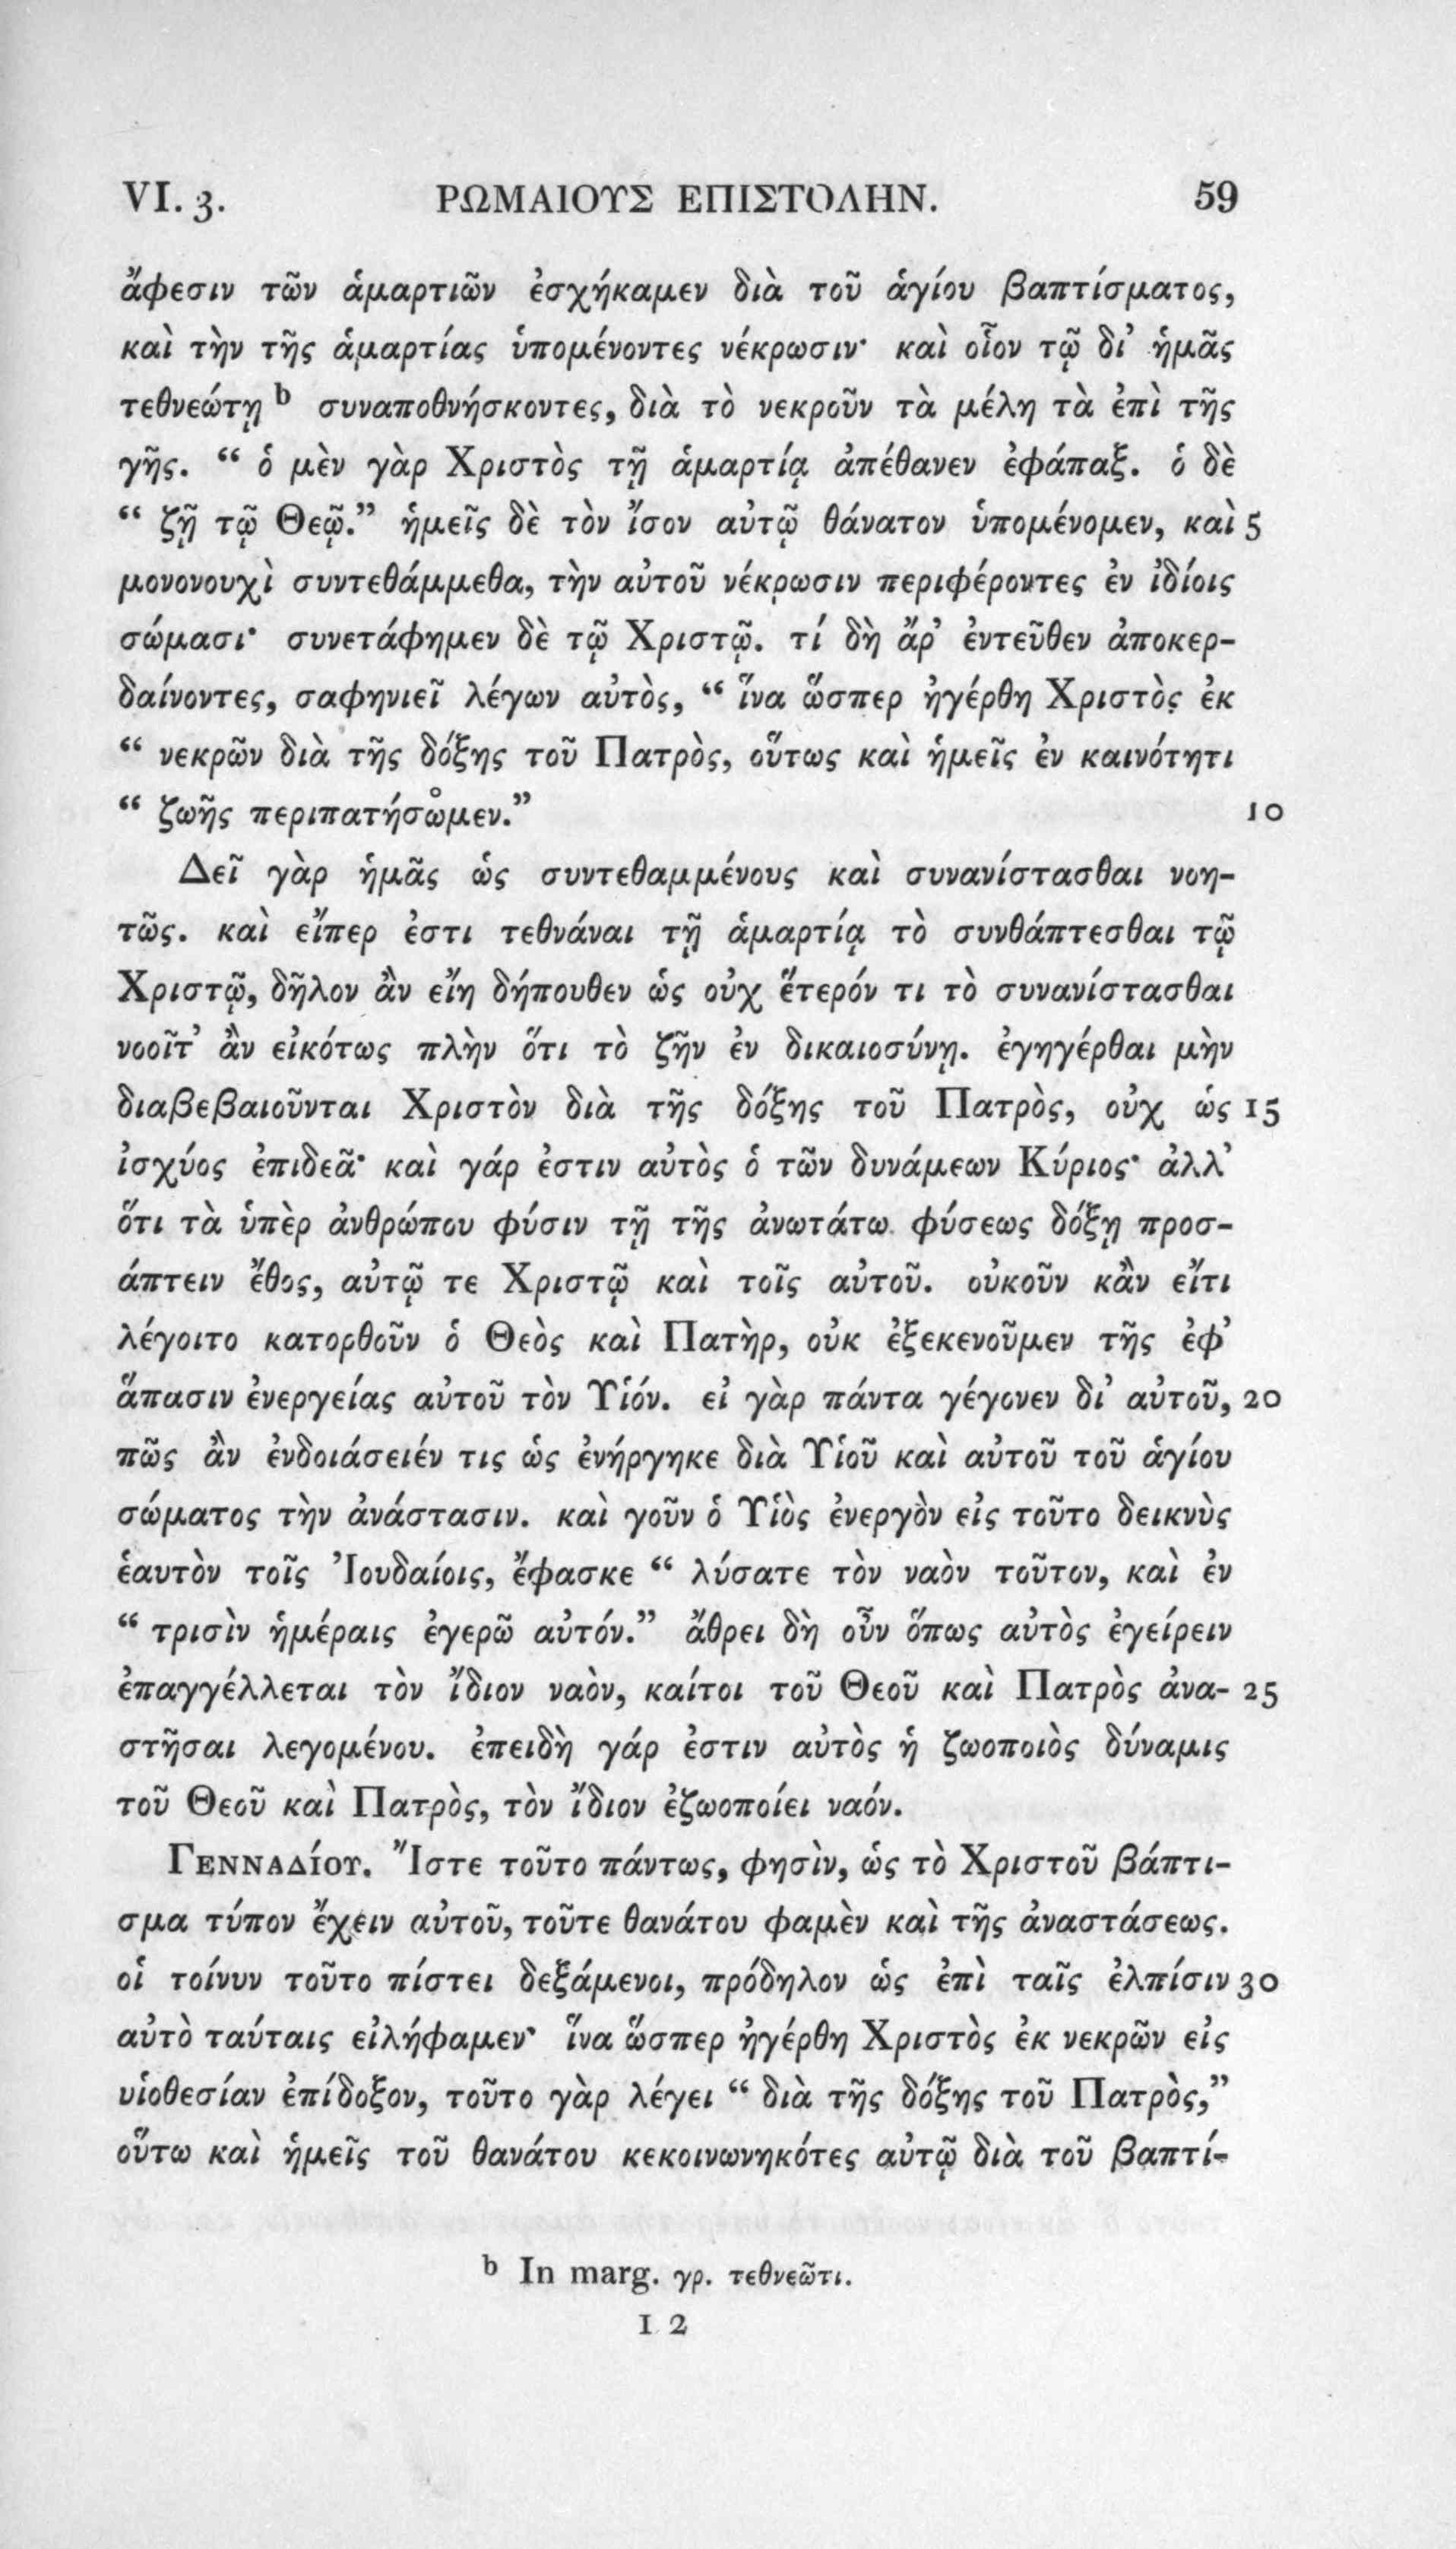 VI. 3. ΡΩΜΑΙΟΥΣ ΕΠΙΣΤΟΛΗΝ. 59
ἄφεσιν τῶν ἁμαρτιῶν ἐσχήκαμεν διὰ τοῦ ἁγίου βαπτίσματος,
καὶ τὴν τῆς ἁμαρτίας ὑπομένοντες νέκρωσιν· καὶ οἷον τῷ δι’ ἡμᾶς
τεθνεώτῃ b συναποθνήσκοντες, διὰ τὸ νεκροῦν τὰ μέλη τὰ ἐπὶ τῆς
γῆς. “ ὁ μὲν γὰρ Χριστὸς τῇ ἁμαρτίᾳ ἀπέθανεν ἐφάπαξ. ὁ δὲ
“ ζῇ τῷ Θεῷ.” ἡμεῖς δὲ τὸν ἴσον αὐτῷ θάνατον ὑπομένομεν, καὶ 5
μονονουχὶ συντεθάμμεθα, τὴν αὐτοῦ νέκρωσιν περιφέροντες ἐν ἰδίοις
σώμασι· συνετάφημεν δὲ τῷ Χριστῷ. τί δὴ ἄρ’ ἐντεῦθεν ἀποκερ-
δαίνοντες, σαφηνιεῖ λέγων αὐτὸς, “ ἵνα ὥσπερ ἠγέρθη Χριστὸς ἐκ
“ νεκρῶν διὰ τῆς δόξης τοῦ Πατρὸς, οὕτως καὶ ἡμεῖς ἐν καινότητι
“ ζωῆς περιπατήσω̊μεν.” 10
Δεῖ γὰρ ἡμᾶς ὡς συντεθαμμένους καὶ συνανίστασθαι νοη-
τῶς. καὶ εἴπερ ἐστι τεθνάναι τῇ ἁμαρτίᾳ τὸ συνθάπτεσθαι τῷ
Χριστῷ, δῆλον ἂν εἴη δήπουθεν ὡς οὐχ ἕτερόν τι τὸ συνανίστασθαι
νοοῖτ’ ἂν εἰκότως πλὴν ὅτι τὸ ζῆν ἐν δικαιοσύνῃ. ἐγηγέρθαι μὴν
διαβεβαιοῦνται Χριστὸν διὰ τῆς δόξης τοῦ Πατρὸς, οὐχ ὡς 15
ἰσχύος ἐπιδεᾶ· καὶ γάρ ἐστιν αὐτὸς ὁ τῶν δυνάμεων Κύριος· ἀλλ’
ὅτι τὰ ὑπὲρ ἀνθρώπου φύσιν τῇ τῆς ἀνωτάτω φύσεως δόξῃ προσ-
άπτειν ἔθος, αὐτῷ τε Χριστῷ καὶ τοῖς αὐτοῦ. οὐκοῦν κἂν εἴτι
λέγοιτο κατορθοῦν ὁ Θεὸς καὶ Πατὴρ, οὐκ ἐξεκενοῦμεν τῆς ἐφ’
ἅπασιν ἐνεργείας αὐτοῦ τὸν Υἱόν. εἰ γὰρ πάντα γέγονεν δι’ αὐτοῦ, 20
πῶς ἂν ἐνδοιάσειέν τις ὡς ἐνήργηκε διὰ Υἱοῦ καὶ αὐτοῦ τοῦ ἁγίου
σώματος τὴν ἀνάστασιν. καὶ γοῦν ὁ Υἱὸς ἐνεργὸν εἰς τοῦτο δεικνὺς
ἑαυτὸν τοῖς Ἰουδαίοις, ἔφασκε “ λύσατε τὸν ναὸν τοῦτον, καὶ ἐν
“ τρισὶν ἡμέραις ἐγερῶ αὐτόν.” ἄθρει δὴ οὖν ὅπως αὐτὸς ἐγείρειν
ἐπαγγέλλεται τὸν ἴδιον ναὸν, καίτοι τοῦ Θεοῦ καὶ Πατρὸς ἀνα- 25
στῆσαι λεγομένου. ἐπειδὴ γάρ ἐστιν αὐτὸς ἡ ζωοποιὸς δύναμις
τοῦ Θεοῦ καὶ Πατρὸς, τὸν ἴδιον ἐζωοποίει ναόν.
Γενναδίου. Ἴστε τοῦτο πάντως, φησὶν, ὡς τὸ Χριστοῦ βάπτι-
σμα τύπον ἔχειν αὐτοῦ, τοῦτε θανάτου φαμὲν καὶ τῆς ἀναστάσεως.
οἱ τοίνυν τοῦτο πίστει δεξάμενοι, πρόδηλον ὡς ἐπὶ ταῖς ἐλπίσιν 30
αὐτὸ ταύταις εἰλήφαμεν· ἵνα ὥσπερ ἠγέρθη Χριστὸς ἐκ νεκρῶν εἰς
υἱοθεσίαν ἐπίδοξον, τοῦτο γὰρ λέγει “ διὰ τῆς δόξης τοῦ Πατρὸς,”
οὕτω καὶ ἡμεῖς τοῦ θανάτου κεκοινωνηκότες αὐτῷ διὰ τοῦ βαπτί-
b In marg. γρ. τεθνεῶτι.
I 2